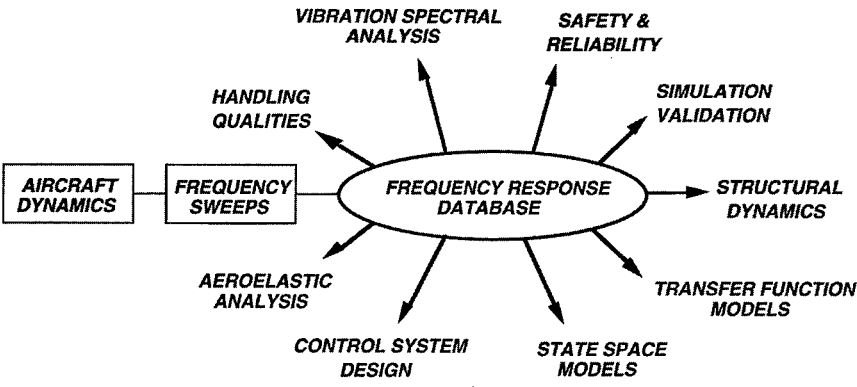 VIBRATION SPECTRAL
ANALYSIS
SAFETY &
RELIABILITY
HANDLING
QUALITIES
SIMULATION
VALIDATION
AIRCRAFT
DYNAMICS
FREQUENCY
SWEEPS
FREQUENCY RESPONSE
DATABASE
STRUCTURAL
DYNAMICS
AEROELASTIC
ANALYSIS
TRANSFER FUNCTION
MODELS
CONTROL SYSTEM
DESIGN
STATE SPACE
MODELS